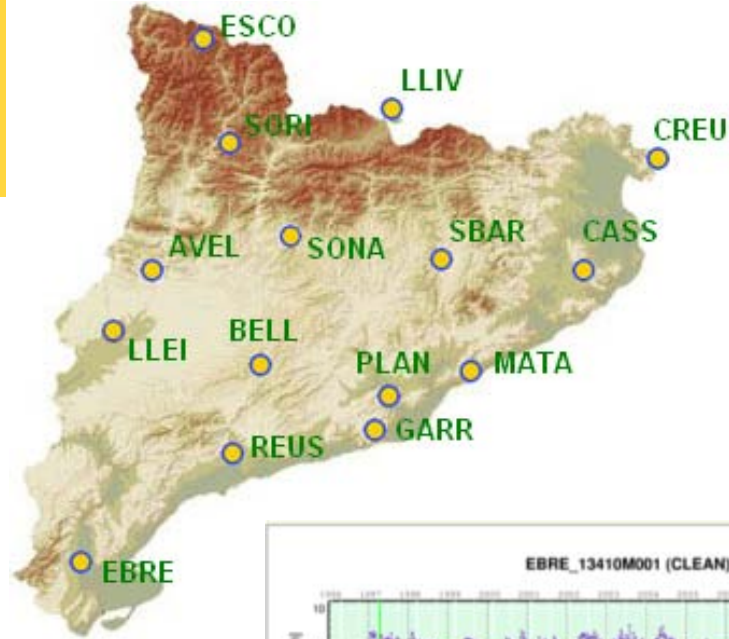 ESCO
LLIV
SORI
CREU
SBAR
CASS
AVEL
SONA
BELL
LLEI
PLAN
MATA
GARR
REUS
EBRE
EBRE_13410M001 (CLEAN)